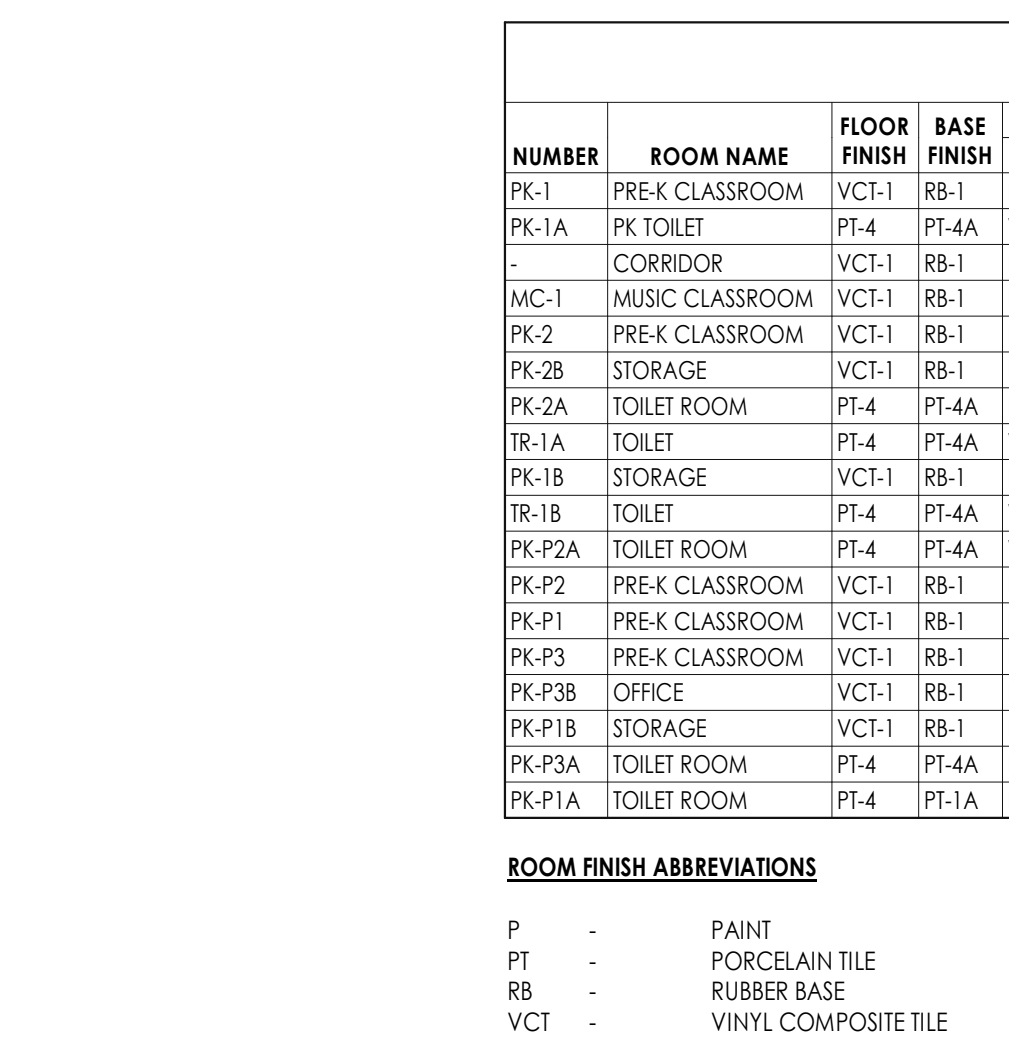 NUMBER ROOM NAME FLOOR FINISH BASE FINISH
PK-1 PRE-K CLASSROOM VCT-1 RB-1
PK-1A PK TOILET PT-4 PT-4A
- CORRIDOR VCT-1 RB-1
MC-1 MUSIC CLASSROOM VCT-1 RB-1
PK-2 PRE-K CLASSROOM VCT-1 RB-1
PK-2B STORAGE VCT-1 RB-1
PK-2A TOILET ROOM PT-4 PT-4A
TR-1A TOILET PT-4 PT-4A
PK-1B STORAGE VCT-1 RB-1
TR-1B TOILET PT-4 PT-4A
PK-P2A TOILET ROOM PT-4 PT-4A
PK-P2 PRE-K CLASSROOM VCT-1 RB-1
PK-P1 PRE-K CLASSROOM VCT-1 RB-1
PK-P3 PRE-K CLASSROOM VCT-1 RB-1
PK-P3B OFFICE VCT-1 RB-1
PK-P1B STORAGE VCT-1 RB-1
PK-P3A TOILET ROOM PT-4 PT-4A
PK-P1A TOILET ROOM PT-4 PT-1A
ROOM FINISH ABBREVIATIONS
P - PAINT
PT - PORCELAIN TILE
RB - RUBBER BASE
VCT - VINYL COMPOSITE TILE